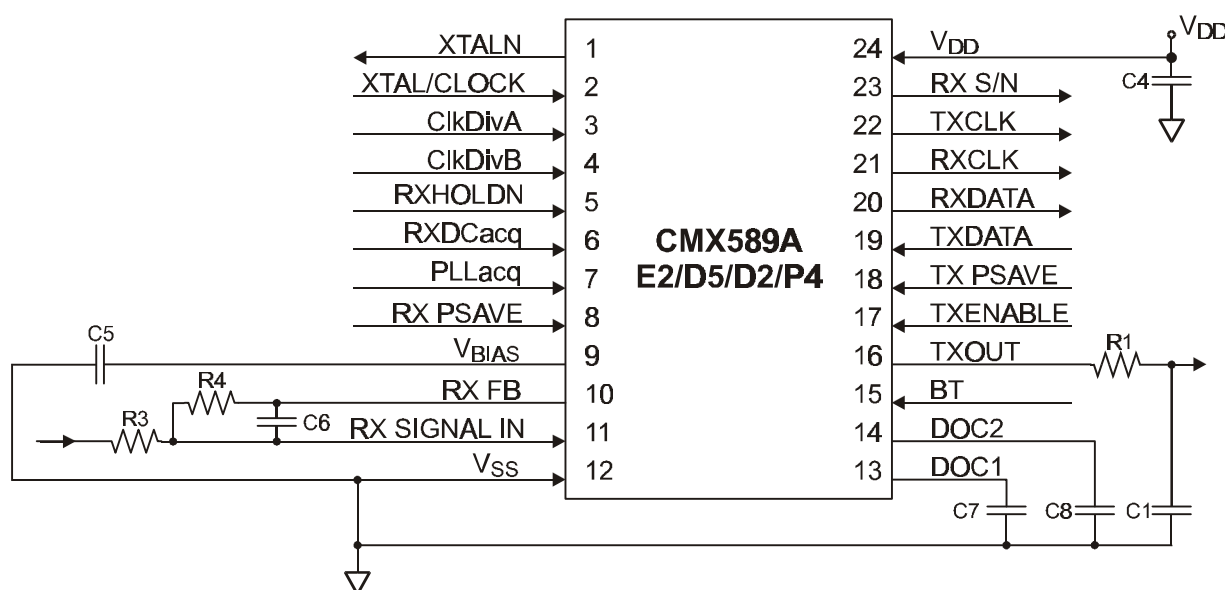 XTALN 1 24 VDD VDD
XTAL/CLOCK 2 23 RX S/N C4
ClkDivA 3 22 TXCLK
ClkDivB 4 21 RXCLK
RXHOLDN 5 20 RXDATA
RXDCacq 6 CMX589A 19 TXDATA
PLLacq 7 E2/D5/D2/P4 18 TX PSAVE
RX PSAVE 8 17 TXENABLE
C5 VBIAS 9 16 TXOUT R1
R4 RX FB 10 15 BT
R3 C6 RX SIGNAL IN 11 14 DOC2
VSS 12 13 DOC1
C7 C8 C1